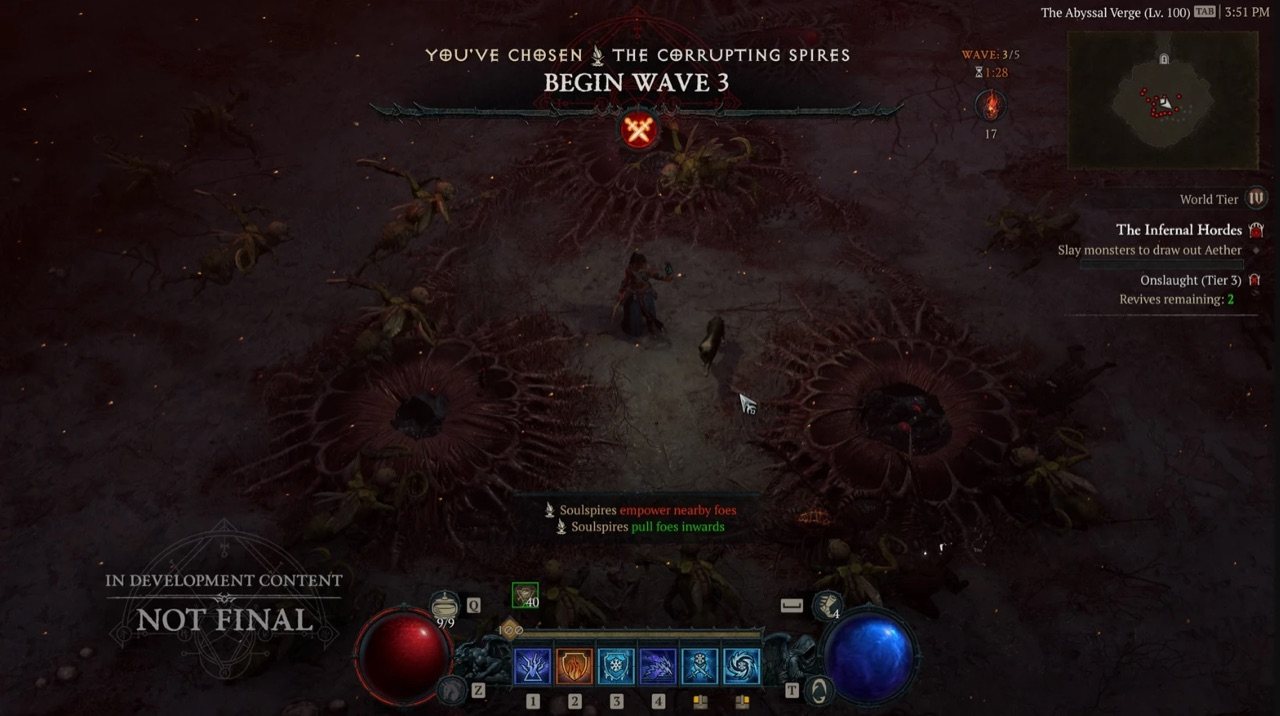 The Abyssal Verge (Lv. 100) TAB 3:51 PM
YOU'VE CHOSEN THE CORRUPTING SPIRES
BEGIN WAVE 3
WAVE: 3/5
1:28
17
World Tier IV
The Infernal Hordes
Slay monsters to draw out Aether
Onslaught (Tier 3)
Revives remaining: 2
Soulspires empower nearby foes
Soulspires pull foes inwards
IN DEVELOPMENT CONTENT
NOT FINAL
Q
9/9
40
4
100
Z
T
1 2 3 4